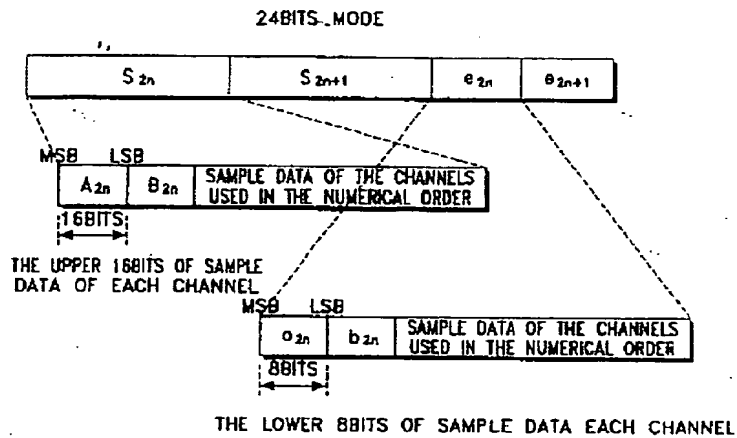 24BITS MODE
S2n S2n+1 e2n e2n+1
MSB LSB
A2n B2n SAMPLE DATA OF THE CHANNELS
USED IN THE NUMERICAL ORDER
16BITS
THE UPPER 16BITS OF SAMPLE
DATA OF EACH CHANNEL
MSB LSB
a2n b2n SAMPLE DATA OF THE CHANNELS
USED IN THE NUMERICAL ORDER
8BITS
THE LOWER 8BITS OF SAMPLE DATA EACH CHANNEL